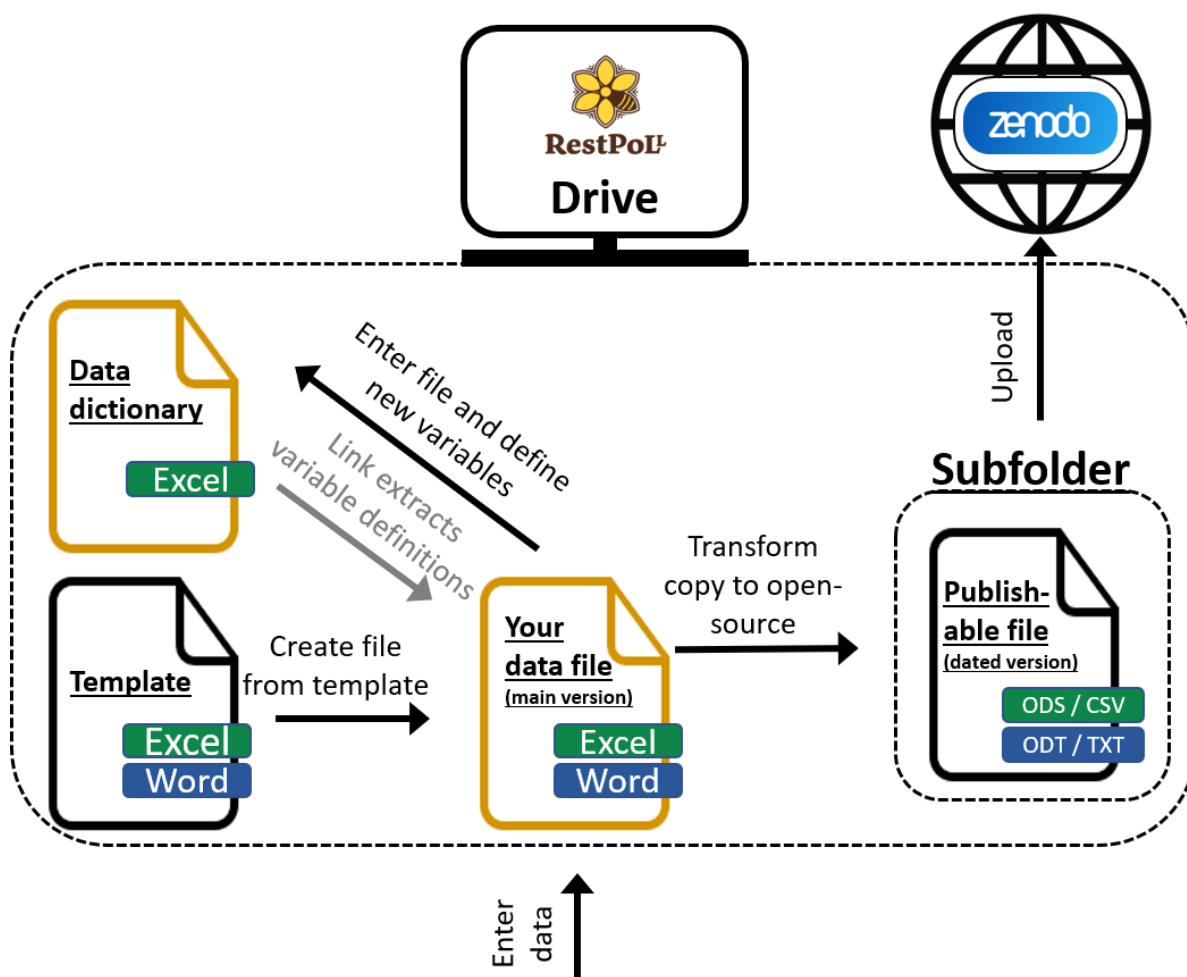 RestPoLL
Drive
zenodo
Data
dictionary
Excel
Enter file and define
new variables
Link extracts
variable definitions
Upload
Subfolder
Template
Excel
Word
Create file
from template
Your
data file
(main version)
Excel
Word
Transform
copy to open-
source
Publish-
able file
(dated version)
ODS / CSV
ODT / TXT
Enter
data